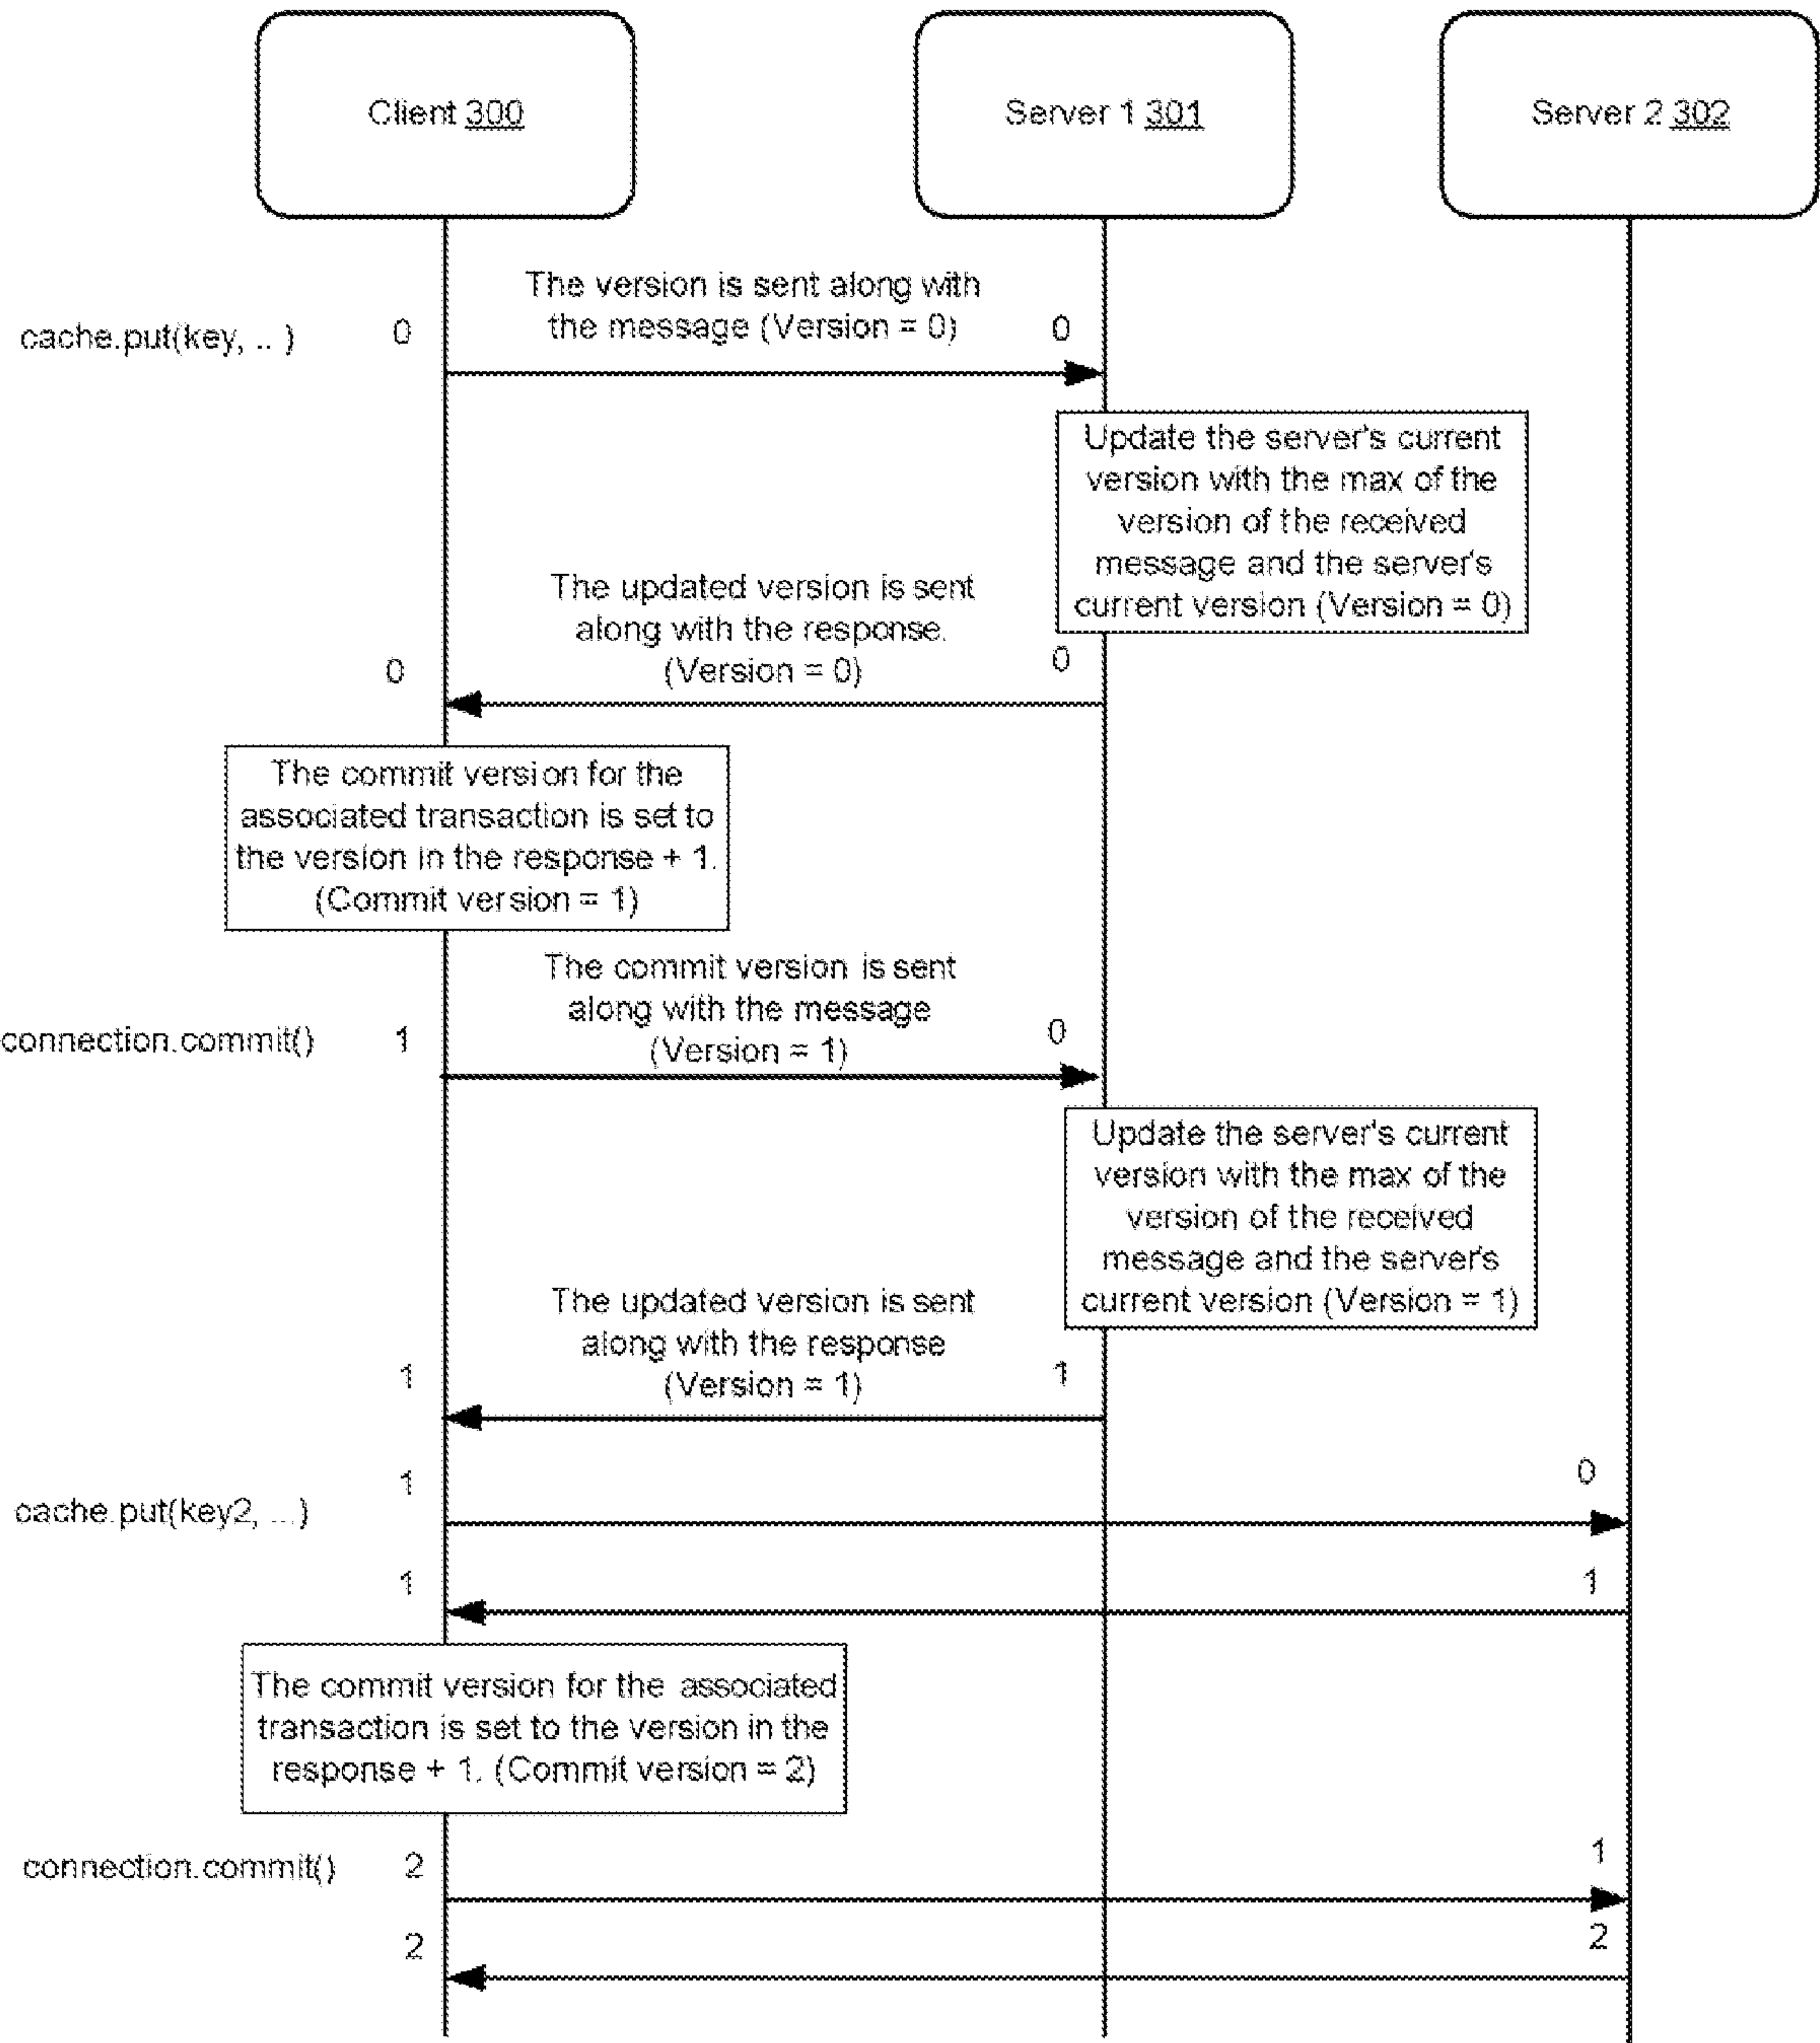 Client 300
Server 1 301
Server 2 302
The version is sent along with
the message (Version = 0)
cache.put(key, .. )
0
0
Update the server's current
version with the max of the
version of the received
message and the server's
current version (Version = 0)
The updated version is sent
along with the response.
(Version = 0)
0
0
The commit version for the
associated transaction is set to
the version in the response + 1.
(Commit version = 1)
The commit version is sent
along with the message
(Version = 1)
connection.commit()
1
0
Update the server's current
version with the max of the
version of the received
message and the server's
current version (Version = 1)
The updated version is sent
along with the response
(Version = 1)
1
1
cache.put(key2, ...)
1
0
1
1
The commit version for the associated
transaction is set to the version in the
response + 1. (Commit version = 2)
connection.commit()
2
1
2
2